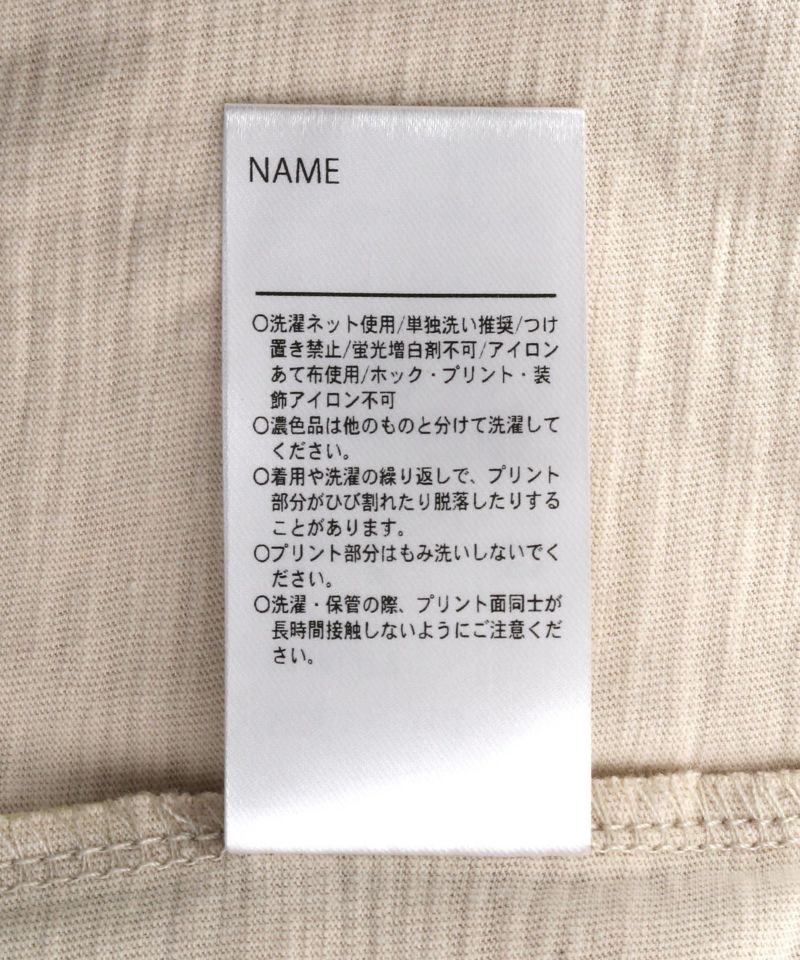 NAME
○洗濯ネット使用/単独洗い推奨/つけ
置き禁止/蛍光増白剤不可/アイロン
あて布使用/ホック・プリント・装
飾アイロン不可
○濃色品は他のものと分けて洗濯して
ください。
○着用や洗濯の繰り返しで、プリント
部分がひび割れたり脱落したりする
ことがあります。
○プリント部分はもみ洗いしないでく
ださい。
○洗濯・保管の際、プリント面同士が
長時間接触しないようにご注意くだ
さい。